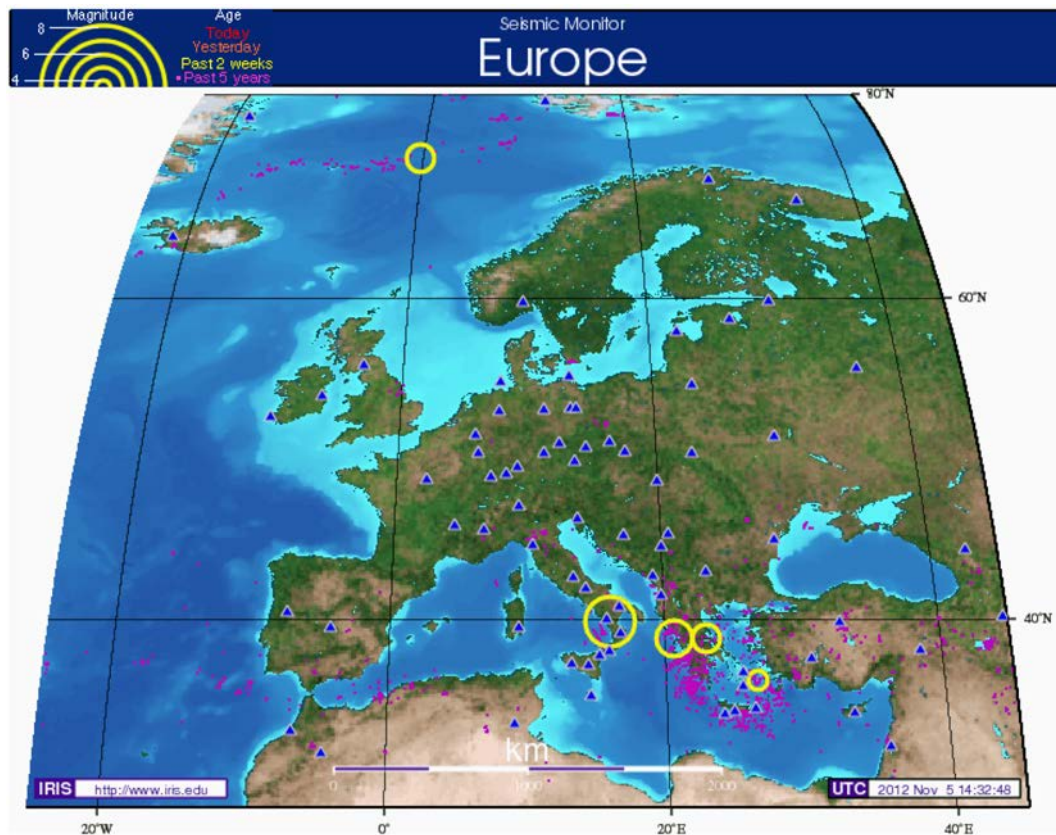 Magnitude
Age
8
6
4
Today
Yesterday
Past 2 weeks
Past 5 years
Seismic Monitor
Europe
80°N
60°N
40°N
km
0
1000
2000
IRIS
http://www.iris.edu
UTC
2012 Nov 5 14:32:48
20°W
0°
20°E
40°E